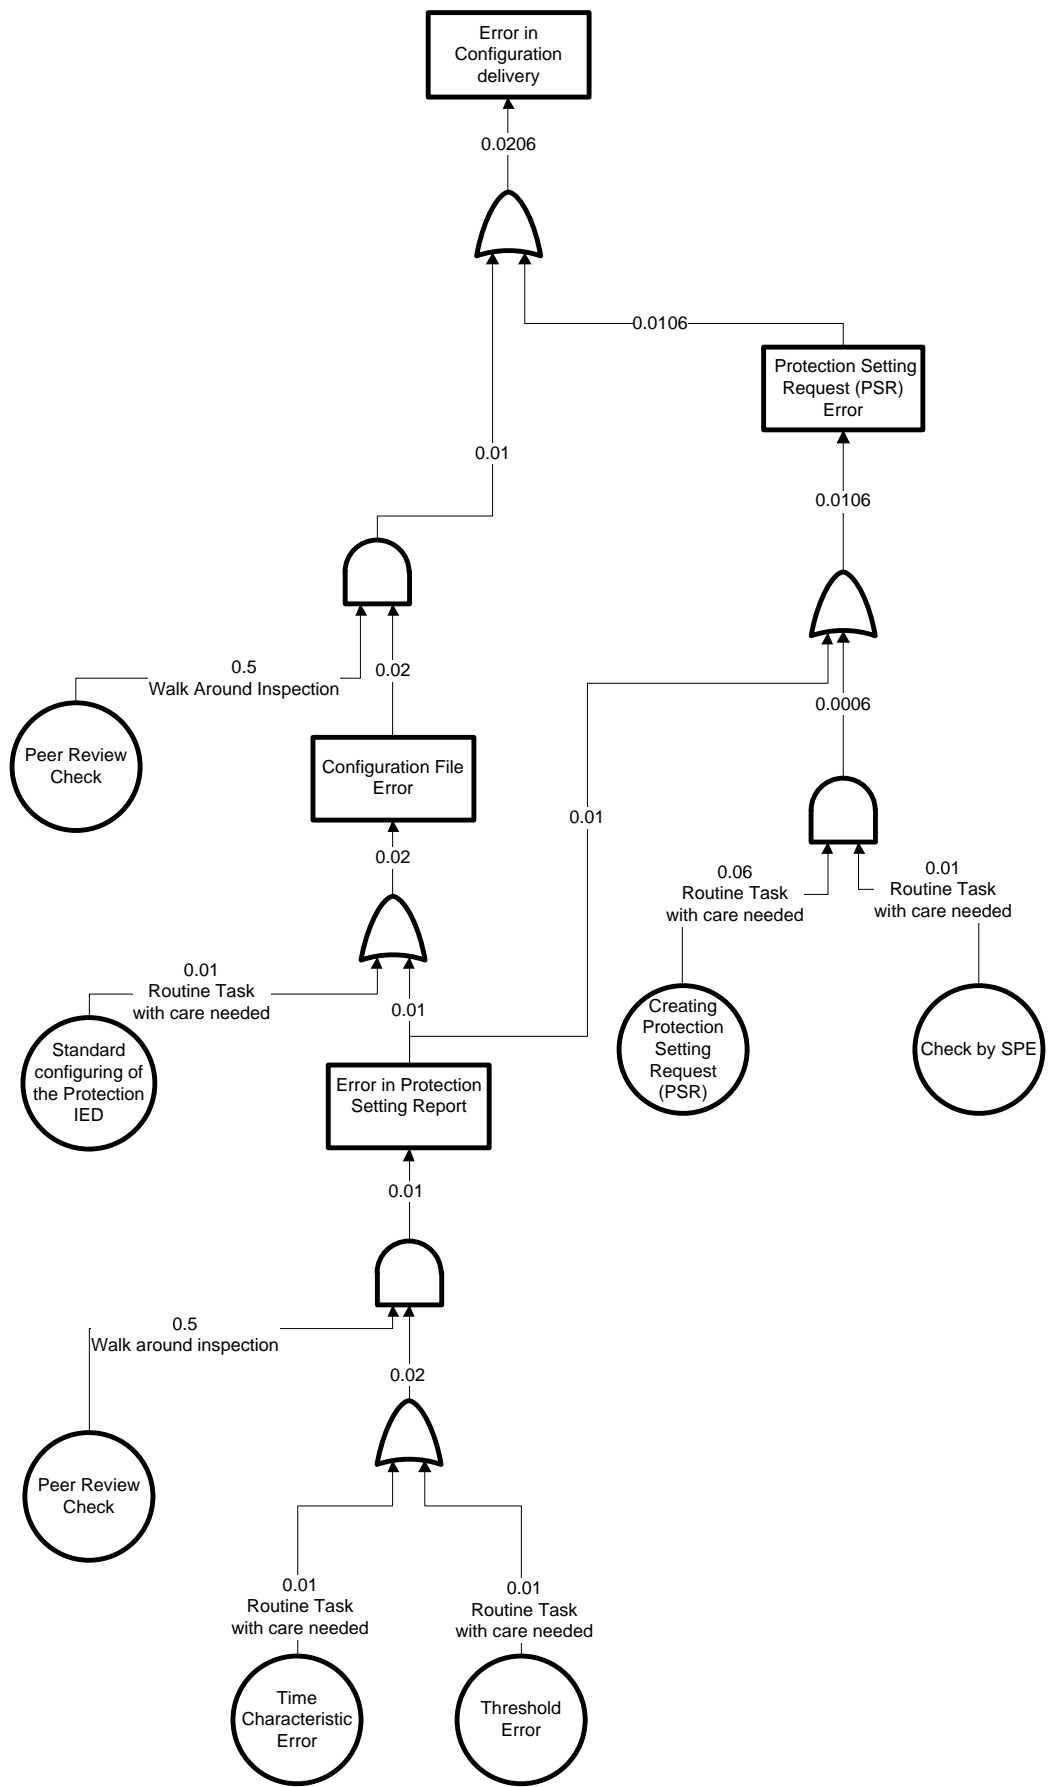 Error in
Configuration
delivery
0.0206
0.0106
Protection Setting
Request (PSR)
Error
0.01
0.0106
0.5
Walk Around Inspection
0.02
0.0006
Peer Review
Check
Configuration File
Error
0.01
0.02
0.06
Routine Task
with care needed
0.01
Routine Task
with care needed
0.01
Routine Task
with care needed
0.01
Standard
configuring of
the Protection
IED
Creating
Protection
Setting
Request
(PSR)
Check by SPE
Error in Protection
Setting Report
0.01
0.5
Walk around inspection
0.02
Peer Review
Check
0.01
Routine Task
with care needed
0.01
Routine Task
with care needed
Time
Characteristic
Error
Threshold
Error